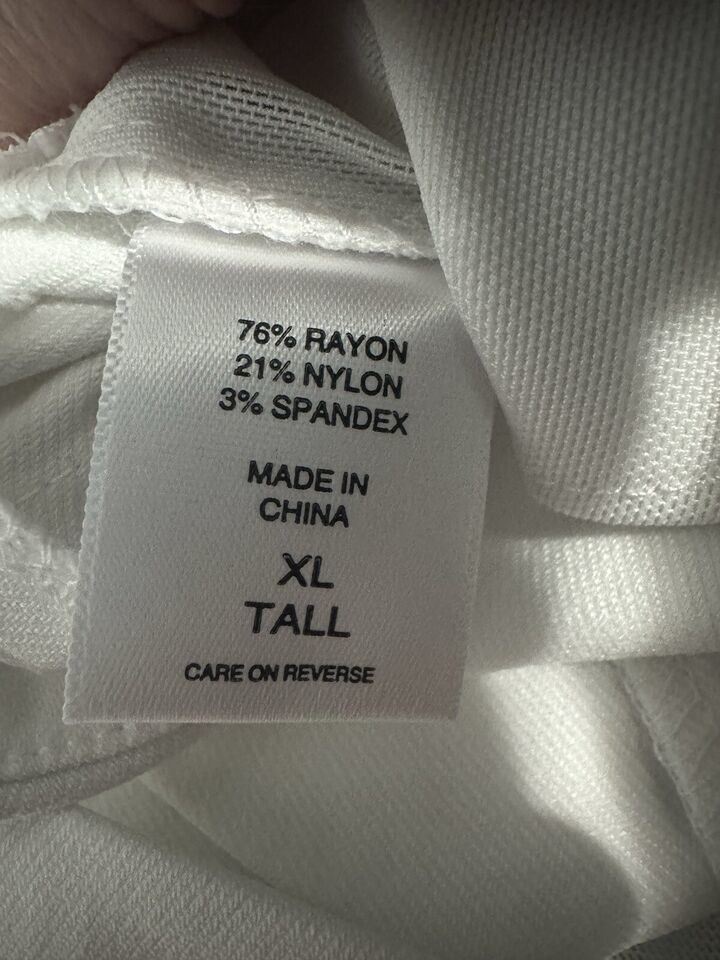 76% RAYON
21% NYLON
3% SPANDEX
MADE IN
CHINA
XL
TALL
CARE ON REVERSE